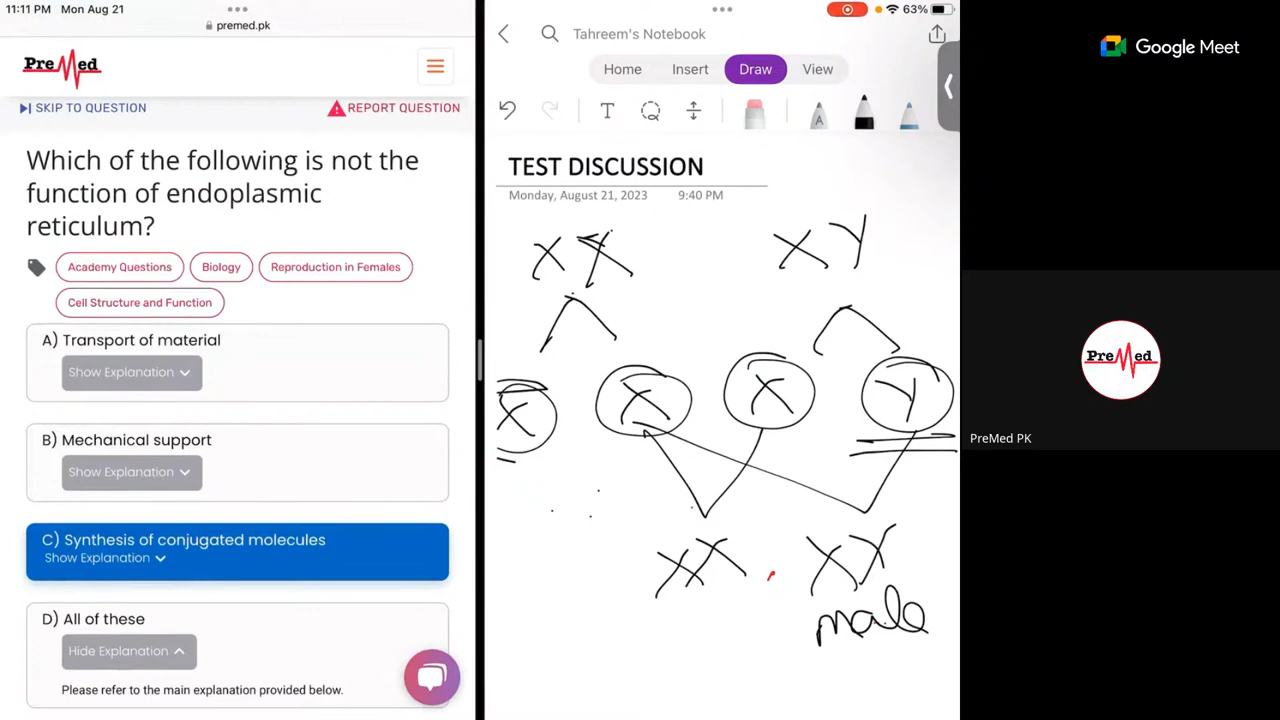 11:11 PM Mon Aug 21
premed.pk
PreMed
SKIP TO QUESTION
REPORT QUESTION
Which of the following is not the
function of endoplasmic
reticulum?
Academy Questions
Biology
Reproduction in Females
Cell Structure and Function
A) Transport of material
Show Explanation
B) Mechanical support
Show Explanation
C) Synthesis of conjugated molecules
Show Explanation
D) All of these
Hide Explanation
Please refer to the main explanation provided below.
63%
Tahreem's Notebook
Home Insert Draw View
T
A
TEST DISCUSSION
Monday, August 21, 2023 9:40 PM
XX XY
X X X Y
XX XY
male
Google Meet
PreMed
PreMed PK